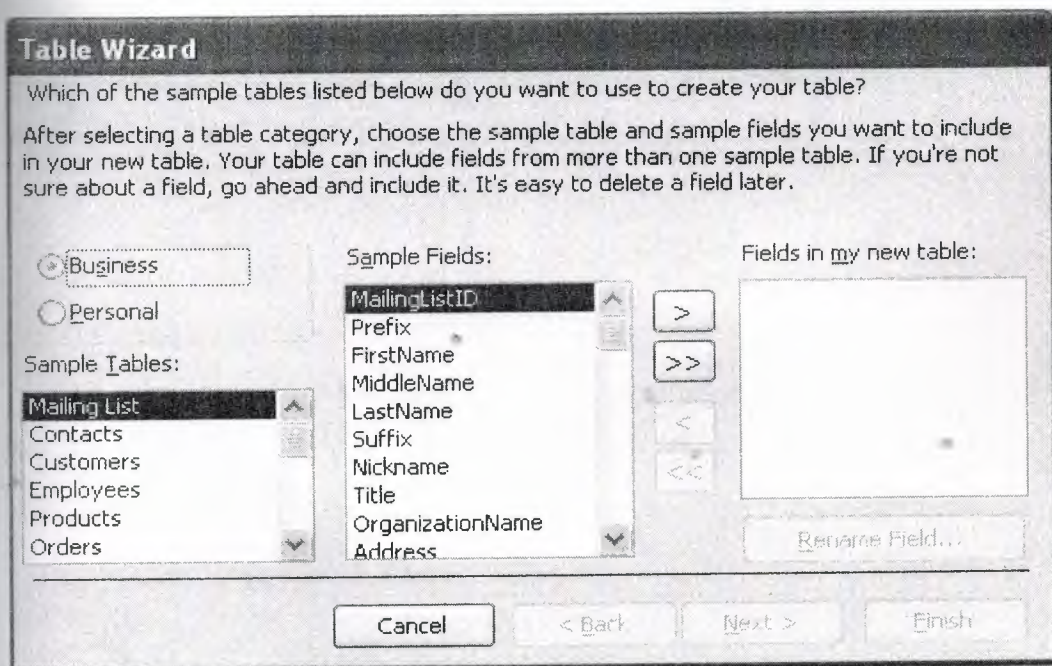 Table Wizard
Which of the sample tables listed below do you want to use to create your table?
After selecting a table category, choose the sample table and sample fields you want to include
in your new table. Your table can include fields from more than one sample table. If you're not
sure about a field, go ahead and include it. It's easy to delete a field later.
Business
Personal
Sample Tables:
Mailing List
Contacts
Customers
Employees
Products
Orders
Sample Fields:
MailingListID
Prefix
FirstName
MiddleName
LastName
Suffix
Nickname
Title
OrganizationName
Address
>
>>
<
<<
Fields in my new table:
Rename Field...
Cancel
< Back
Next >
Finish